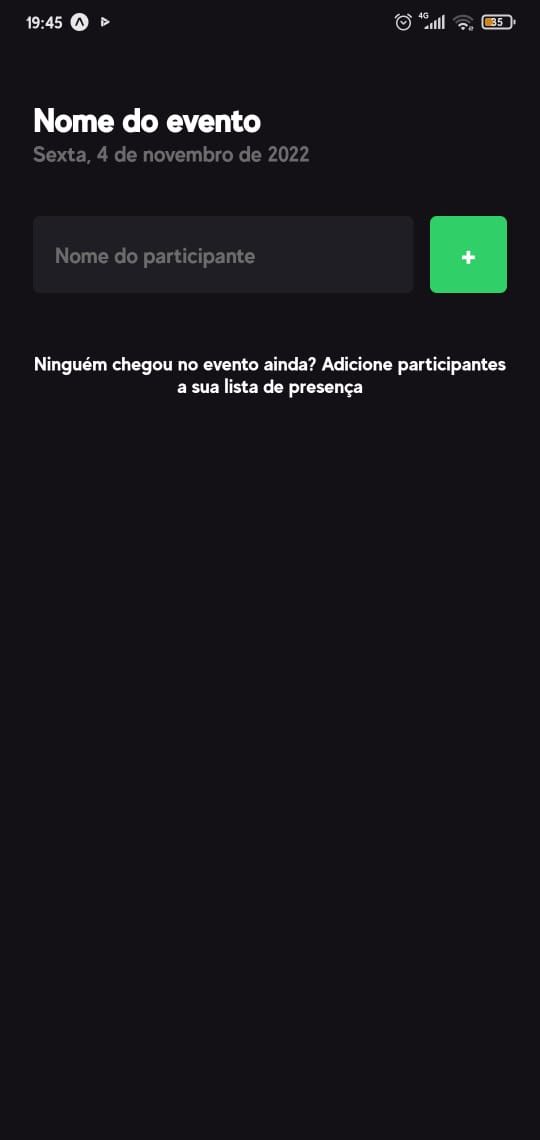 19:45
4G
35
Nome do evento
Sexta, 4 de novembro de 2022
Nome do participante
+
Ninguém chegou no evento ainda? Adicione participantes
a sua lista de presença